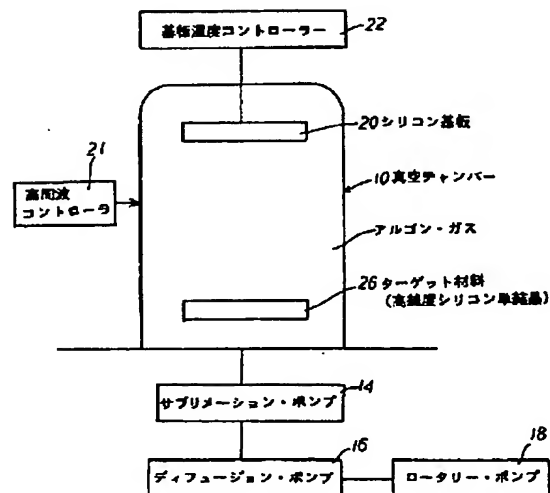 基板温度コントローラー
22
20 シリコン基板
21
高周波
コントローラ
10 真空チャンバー
アルゴン・ガス
26 ターゲット材料
(高純度シリコン単結晶)
14
サブリメーション・ポンプ
16
18
ディフュージョン・ポンプ
ロータリー・ポンプ